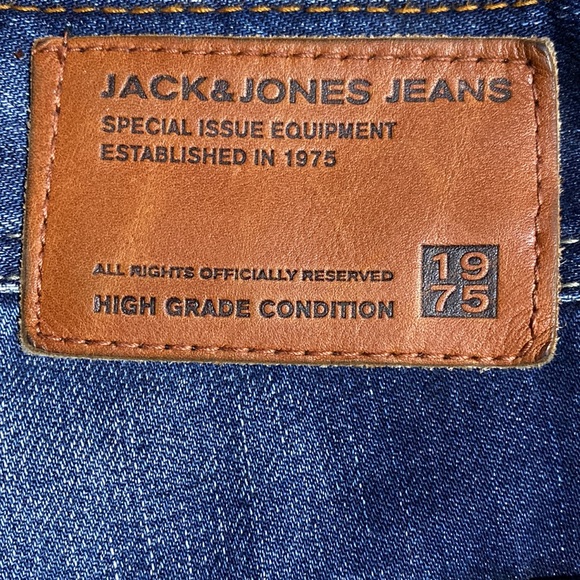 JACK&JONES JEANS
SPECIAL ISSUE EQUIPMENT
ESTABLISHED IN 1975
ALL RIGHTS OFFICIALLY RESERVED
HIGH GRADE CONDITION
19
75